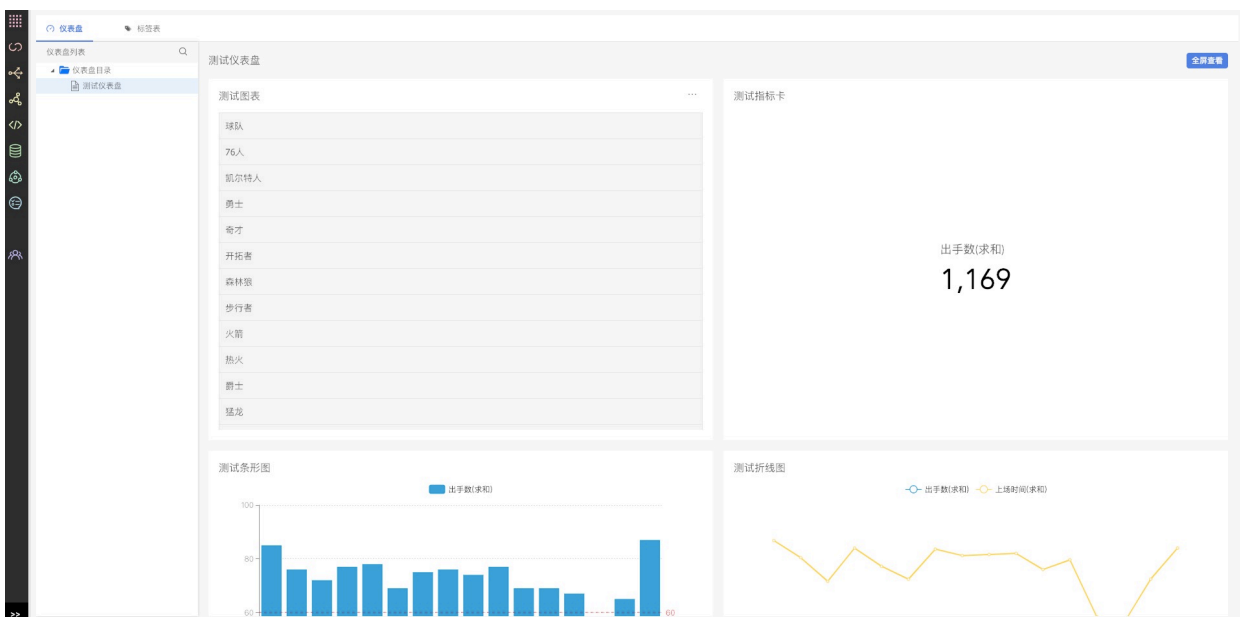 仪表盘
标签表
仪表盘列表
仪表盘目录
测试仪表盘
测试仪表盘
全屏查看
测试图表
...
球队
76人
凯尔特人
勇士
奇才
开拓者
森林狼
步行者
火箭
热火
爵士
猛龙
测试指标卡
出手数(求和)
1,169
测试条形图
出手数(求和)
100
80
60
60
测试折线图
出手数(求和) 上场时间(求和)
>>